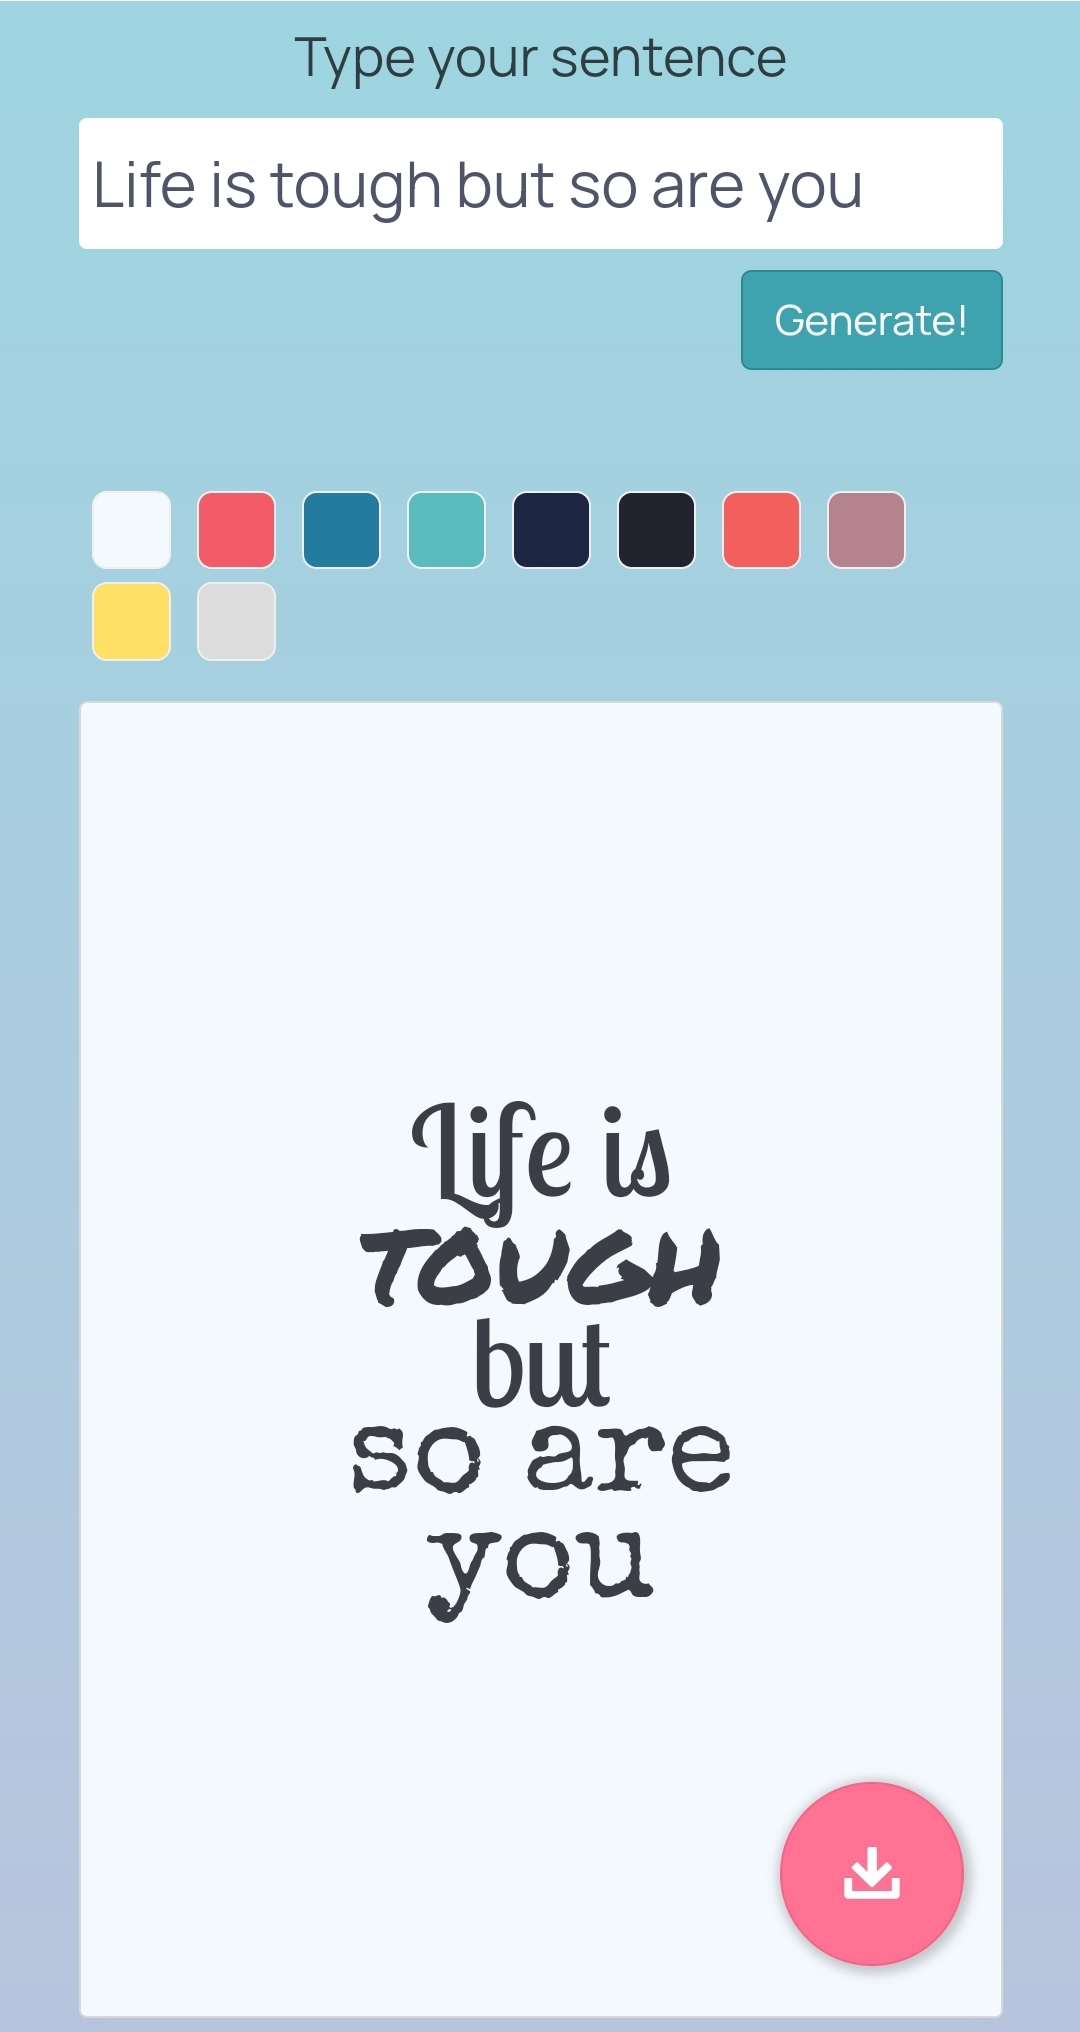 Type your sentence
Life is tough but so are you
Generate!
Life is
TOUGH
but
so are
you